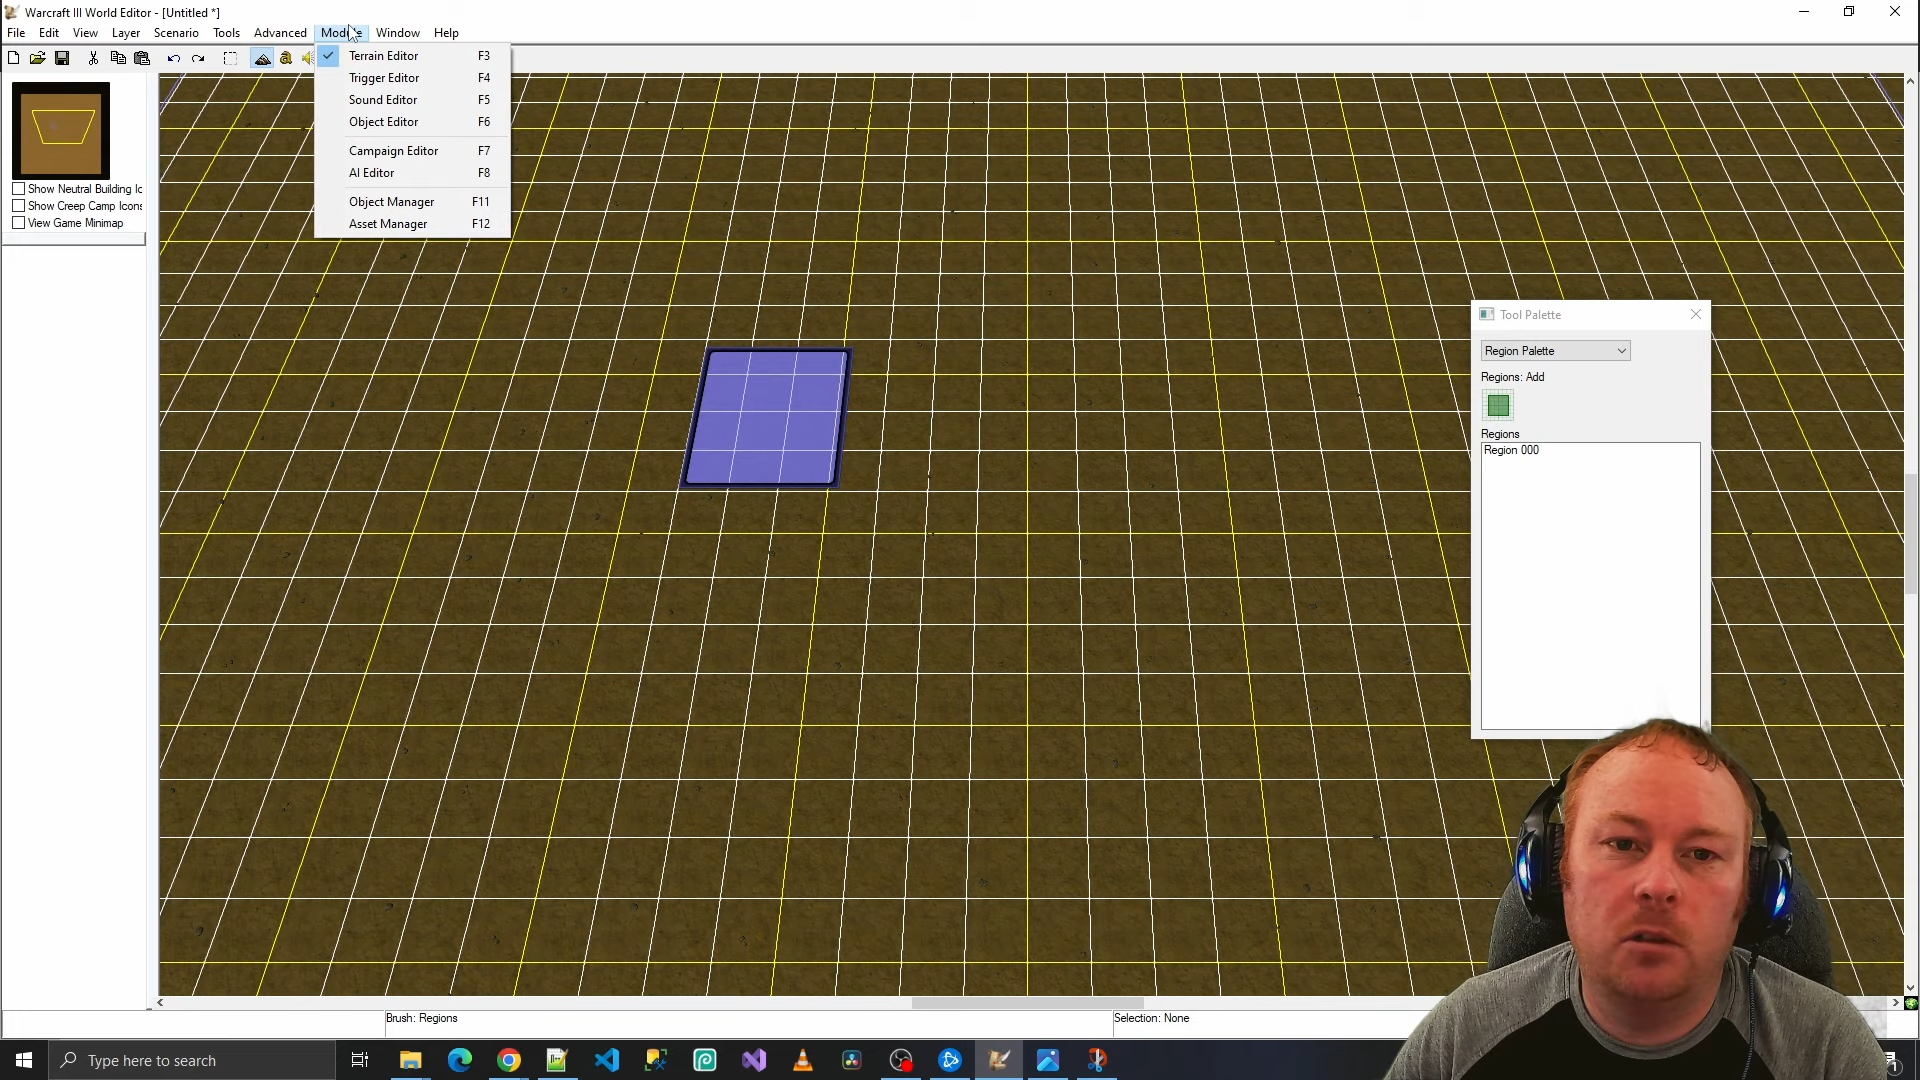 Warcraft III World Editor - [Untitled *]
File Edit View Layer Scenario Tools Advanced Module Window Help
Terrain Editor F3
Trigger Editor F4
Sound Editor F5
Object Editor F6
Campaign Editor F7
AI Editor F8
Object Manager F11
Asset Manager F12
Show Neutral Building Ic
Show Creep Camp Icons
View Game Minimap
Tool Palette
Region Palette
Regions: Add
Regions
Region 000
Brush: Regions
Selection: None
Type here to search